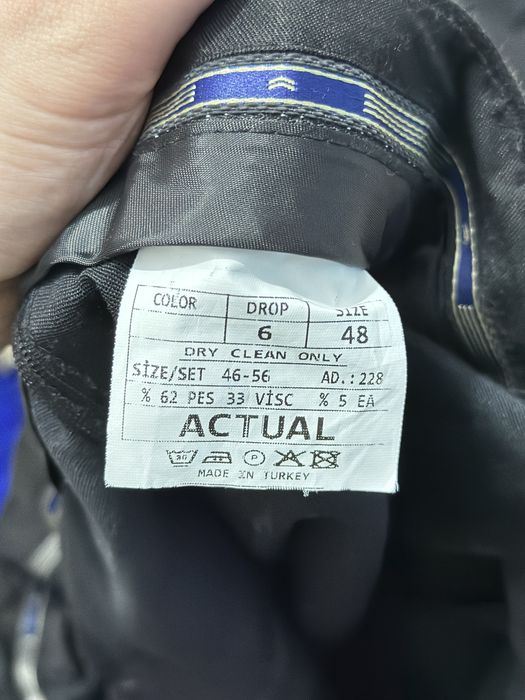 COLOR DROP SIZE
6 48
DRY CLEAN ONLY
SİZE/SET 46-56 AD.:228
% 62 PES 33 VİSC % 5 EA
ACTUAL
30 P
MADE IN TURKEY